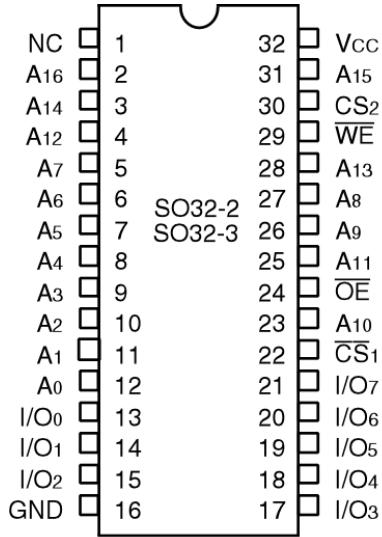 NC 1 32 VCC
A16 2 31 A15
A14 3 30 CS2
A12 4 29 W̅E̅
A7 5 28 A13
A6 6 27 A8
SO32-2
A5 7 26 A9
SO32-3
A4 8 25 A11
A3 9 24 O̅E̅
A2 10 23 A10
A1 11 22 C̅S̅1
A0 12 21 I/O7
I/O0 13 20 I/O6
I/O1 14 19 I/O5
I/O2 15 18 I/O4
GND 16 17 I/O3